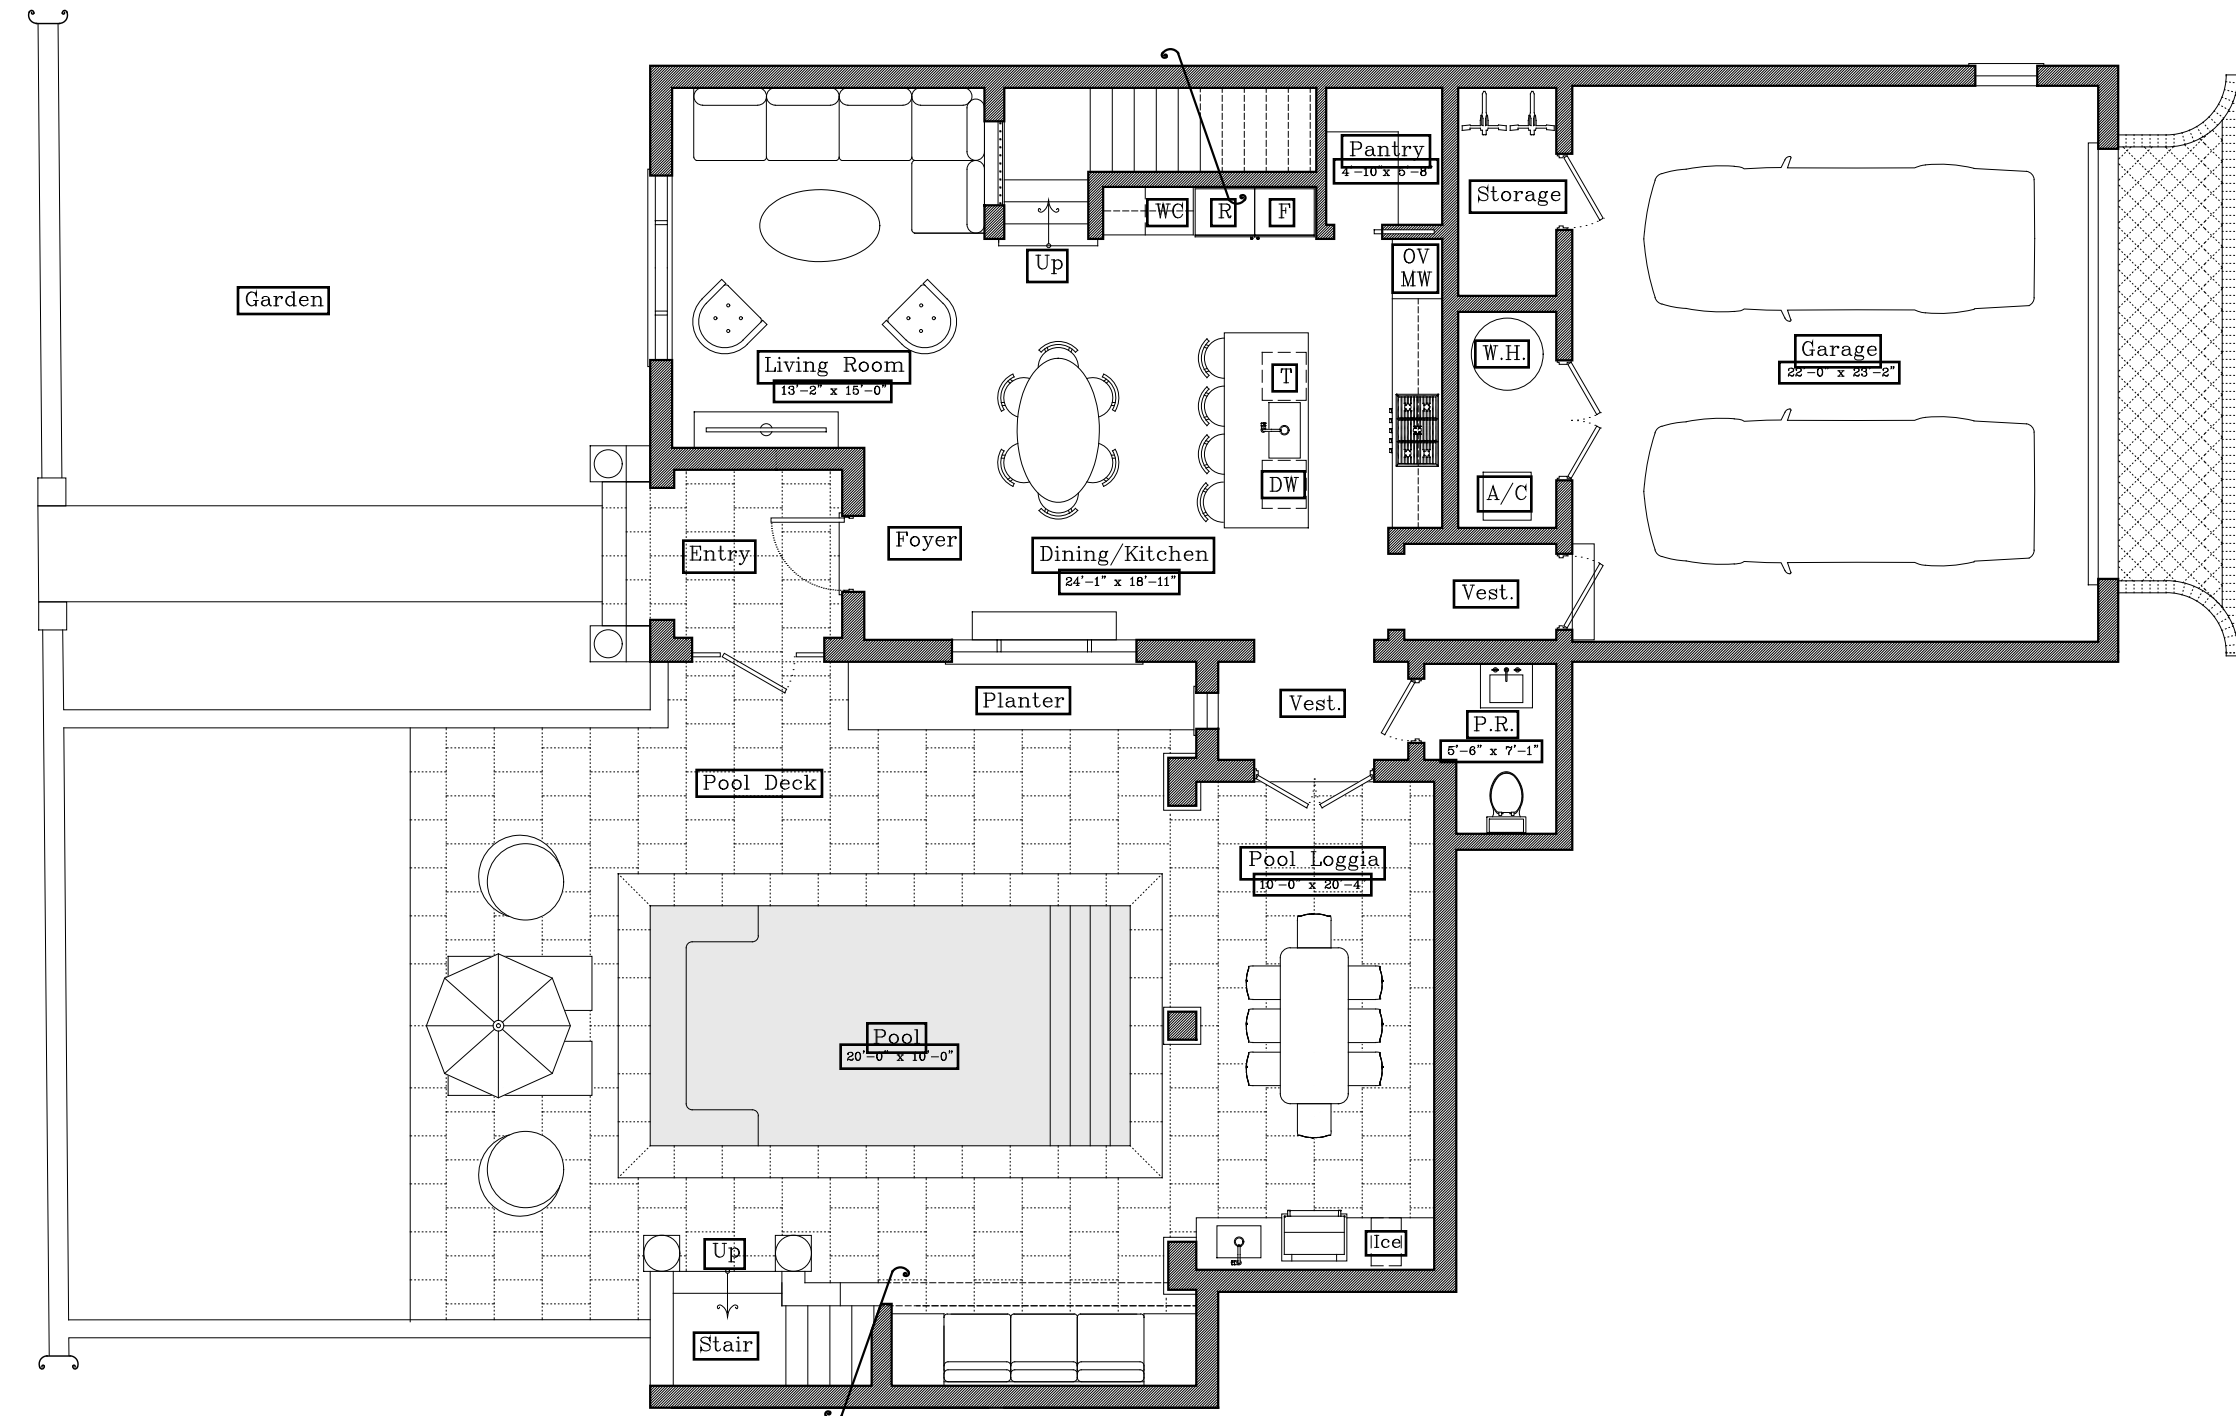 Pantry
4'-10" x 5'-8"
Storage
WC
R
F
Up
OV
MW
Garden
Living Room
13'-2" x 15'-0"
W.H.
Garage
22'-0" x 23'-2"
T
DW
A/C
Entry
Foyer
Dining/Kitchen
24'-1" x 18'-11"
Vest.
Planter
Vest.
P.R.
5'-6" x 7'-1"
Pool Deck
Pool Loggia
10'-0" x 20'-4"
Pool
20'-0" x 10'-0"
Up
Ice
Stair